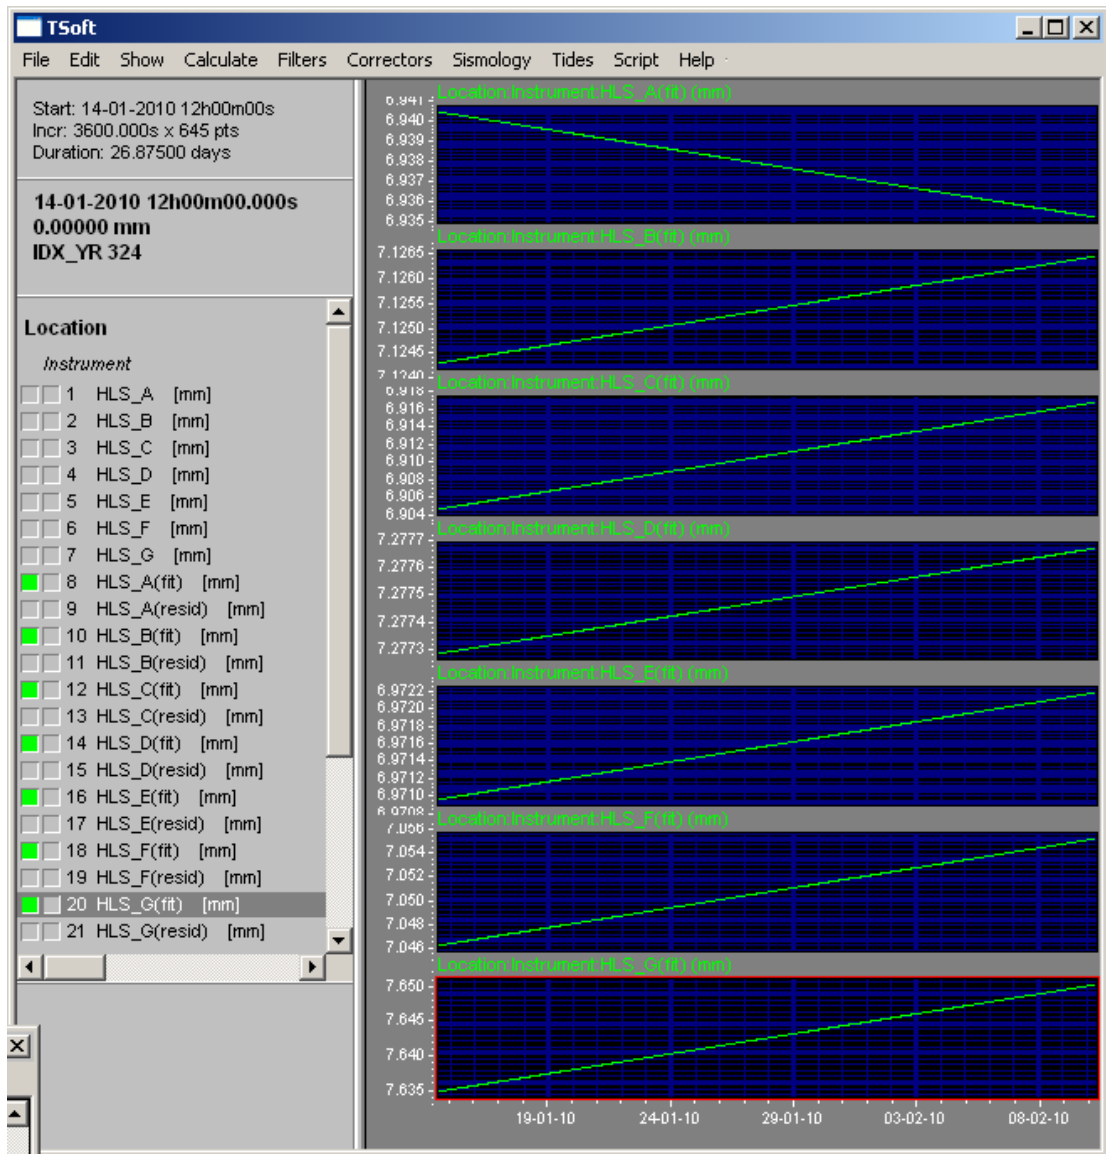 TSoft
File Edit Show Calculate Filters Correctors Sismology Tides Script Help
Start: 14-01-2010 12h00m00s
Incr: 3600.000s x 645 pts
Duration: 26.87500 days
14-01-2010 12h00m00.000s
0.00000 mm
IDX_YR 324
Location
Instrument
1 HLS_A [mm]
2 HLS_B [mm]
3 HLS_C [mm]
4 HLS_D [mm]
5 HLS_E [mm]
6 HLS_F [mm]
7 HLS_G [mm]
8 HLS_A(fit) [mm]
9 HLS_A(resid) [mm]
10 HLS_B(fit) [mm]
11 HLS_B(resid) [mm]
12 HLS_C(fit) [mm]
13 HLS_C(resid) [mm]
14 HLS_D(fit) [mm]
15 HLS_D(resid) [mm]
16 HLS_E(fit) [mm]
17 HLS_E(resid) [mm]
18 HLS_F(fit) [mm]
19 HLS_F(resid) [mm]
20 HLS_G(fit) [mm]
21 HLS_G(resid) [mm]
Location:Instrument:HLS_A(fit) (mm)
6.941
6.940
6.939
6.938
6.937
6.936
6.935
Location:Instrument:HLS_B(fit) (mm)
7.1265
7.1260
7.1255
7.1250
7.1245
7.1240
Location:Instrument:HLS_C(fit) (mm)
6.918
6.916
6.914
6.912
6.910
6.908
6.906
6.904
Location:Instrument:HLS_D(fit) (mm)
7.2777
7.2776
7.2775
7.2774
7.2773
Location:Instrument:HLS_E(fit) (mm)
6.9722
6.9720
6.9718
6.9716
6.9714
6.9712
6.9710
6.9708
Location:Instrument:HLS_F(fit) (mm)
7.056
7.054
7.052
7.050
7.048
7.046
Location:Instrument:HLS_G(fit) (mm)
7.650
7.645
7.640
7.635
19-01-10 24-01-10 29-01-10 03-02-10 08-02-10